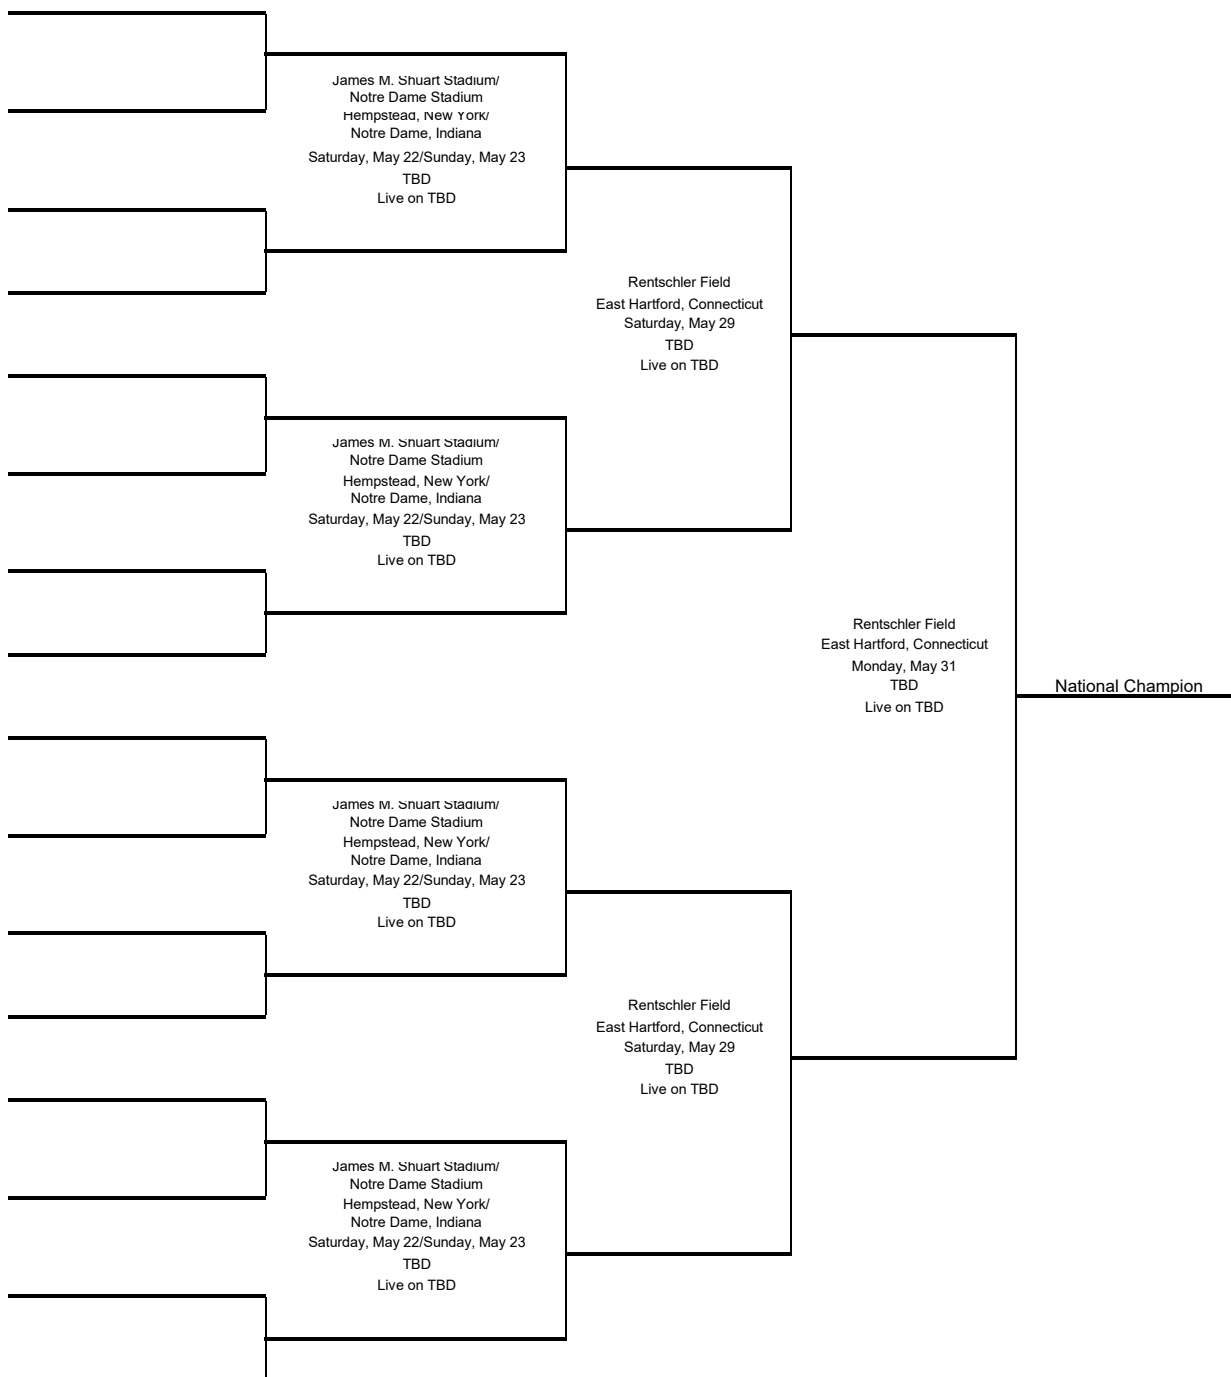 James M. Shuart Stadium/
Notre Dame Stadium
Hempstead, New York/
Notre Dame, Indiana
Saturday, May 22/Sunday, May 23
TBD
Live on TBD
Rentschler Field
East Hartford, Connecticut
Saturday, May 29
TBD
Live on TBD
James M. Shuart Stadium/
Notre Dame Stadium
Hempstead, New York/
Notre Dame, Indiana
Saturday, May 22/Sunday, May 23
TBD
Live on TBD
Rentschler Field
East Hartford, Connecticut
Monday, May 31
TBD
Live on TBD
National Champion
James M. Shuart Stadium/
Notre Dame Stadium
Hempstead, New York/
Notre Dame, Indiana
Saturday, May 22/Sunday, May 23
TBD
Live on TBD
Rentschler Field
East Hartford, Connecticut
Saturday, May 29
TBD
Live on TBD
James M. Shuart Stadium/
Notre Dame Stadium
Hempstead, New York/
Notre Dame, Indiana
Saturday, May 22/Sunday, May 23
TBD
Live on TBD